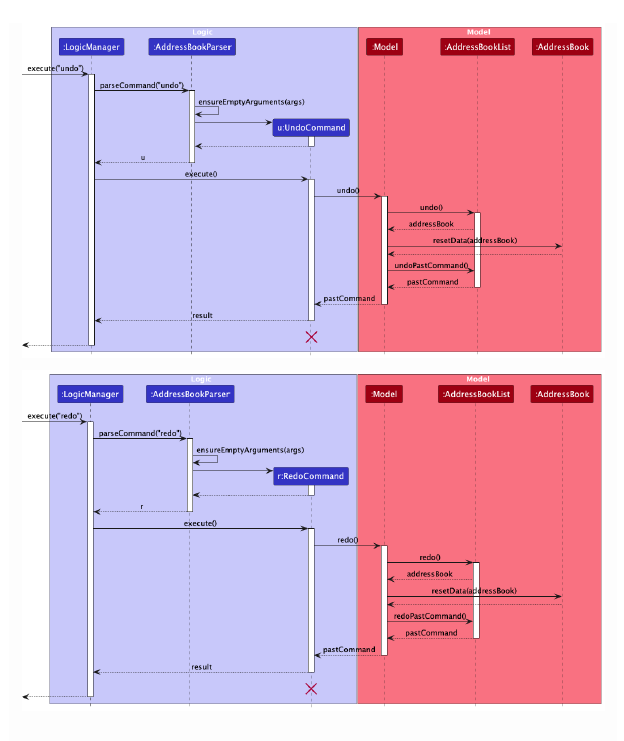 Logic
Model
:LogicManager
:AddressBookParser
:Model
:AddressBookList
:AddressBook
execute("undo")
parseCommand("undo")
ensureEmptyArguments(args)
u:UndoCommand
u
execute()
undo()
undo()
addressBook
resetData(addressBook)
undoPastCommand()
pastCommand
pastCommand
result
Logic
Model
:LogicManager
:AddressBookParser
:Model
:AddressBookList
:AddressBook
execute("redo")
parseCommand("redo")
ensureEmptyArguments(args)
r:RedoCommand
r
execute()
redo()
redo()
addressBook
resetData(addressBook)
redoPastCommand()
pastCommand
pastCommand
result